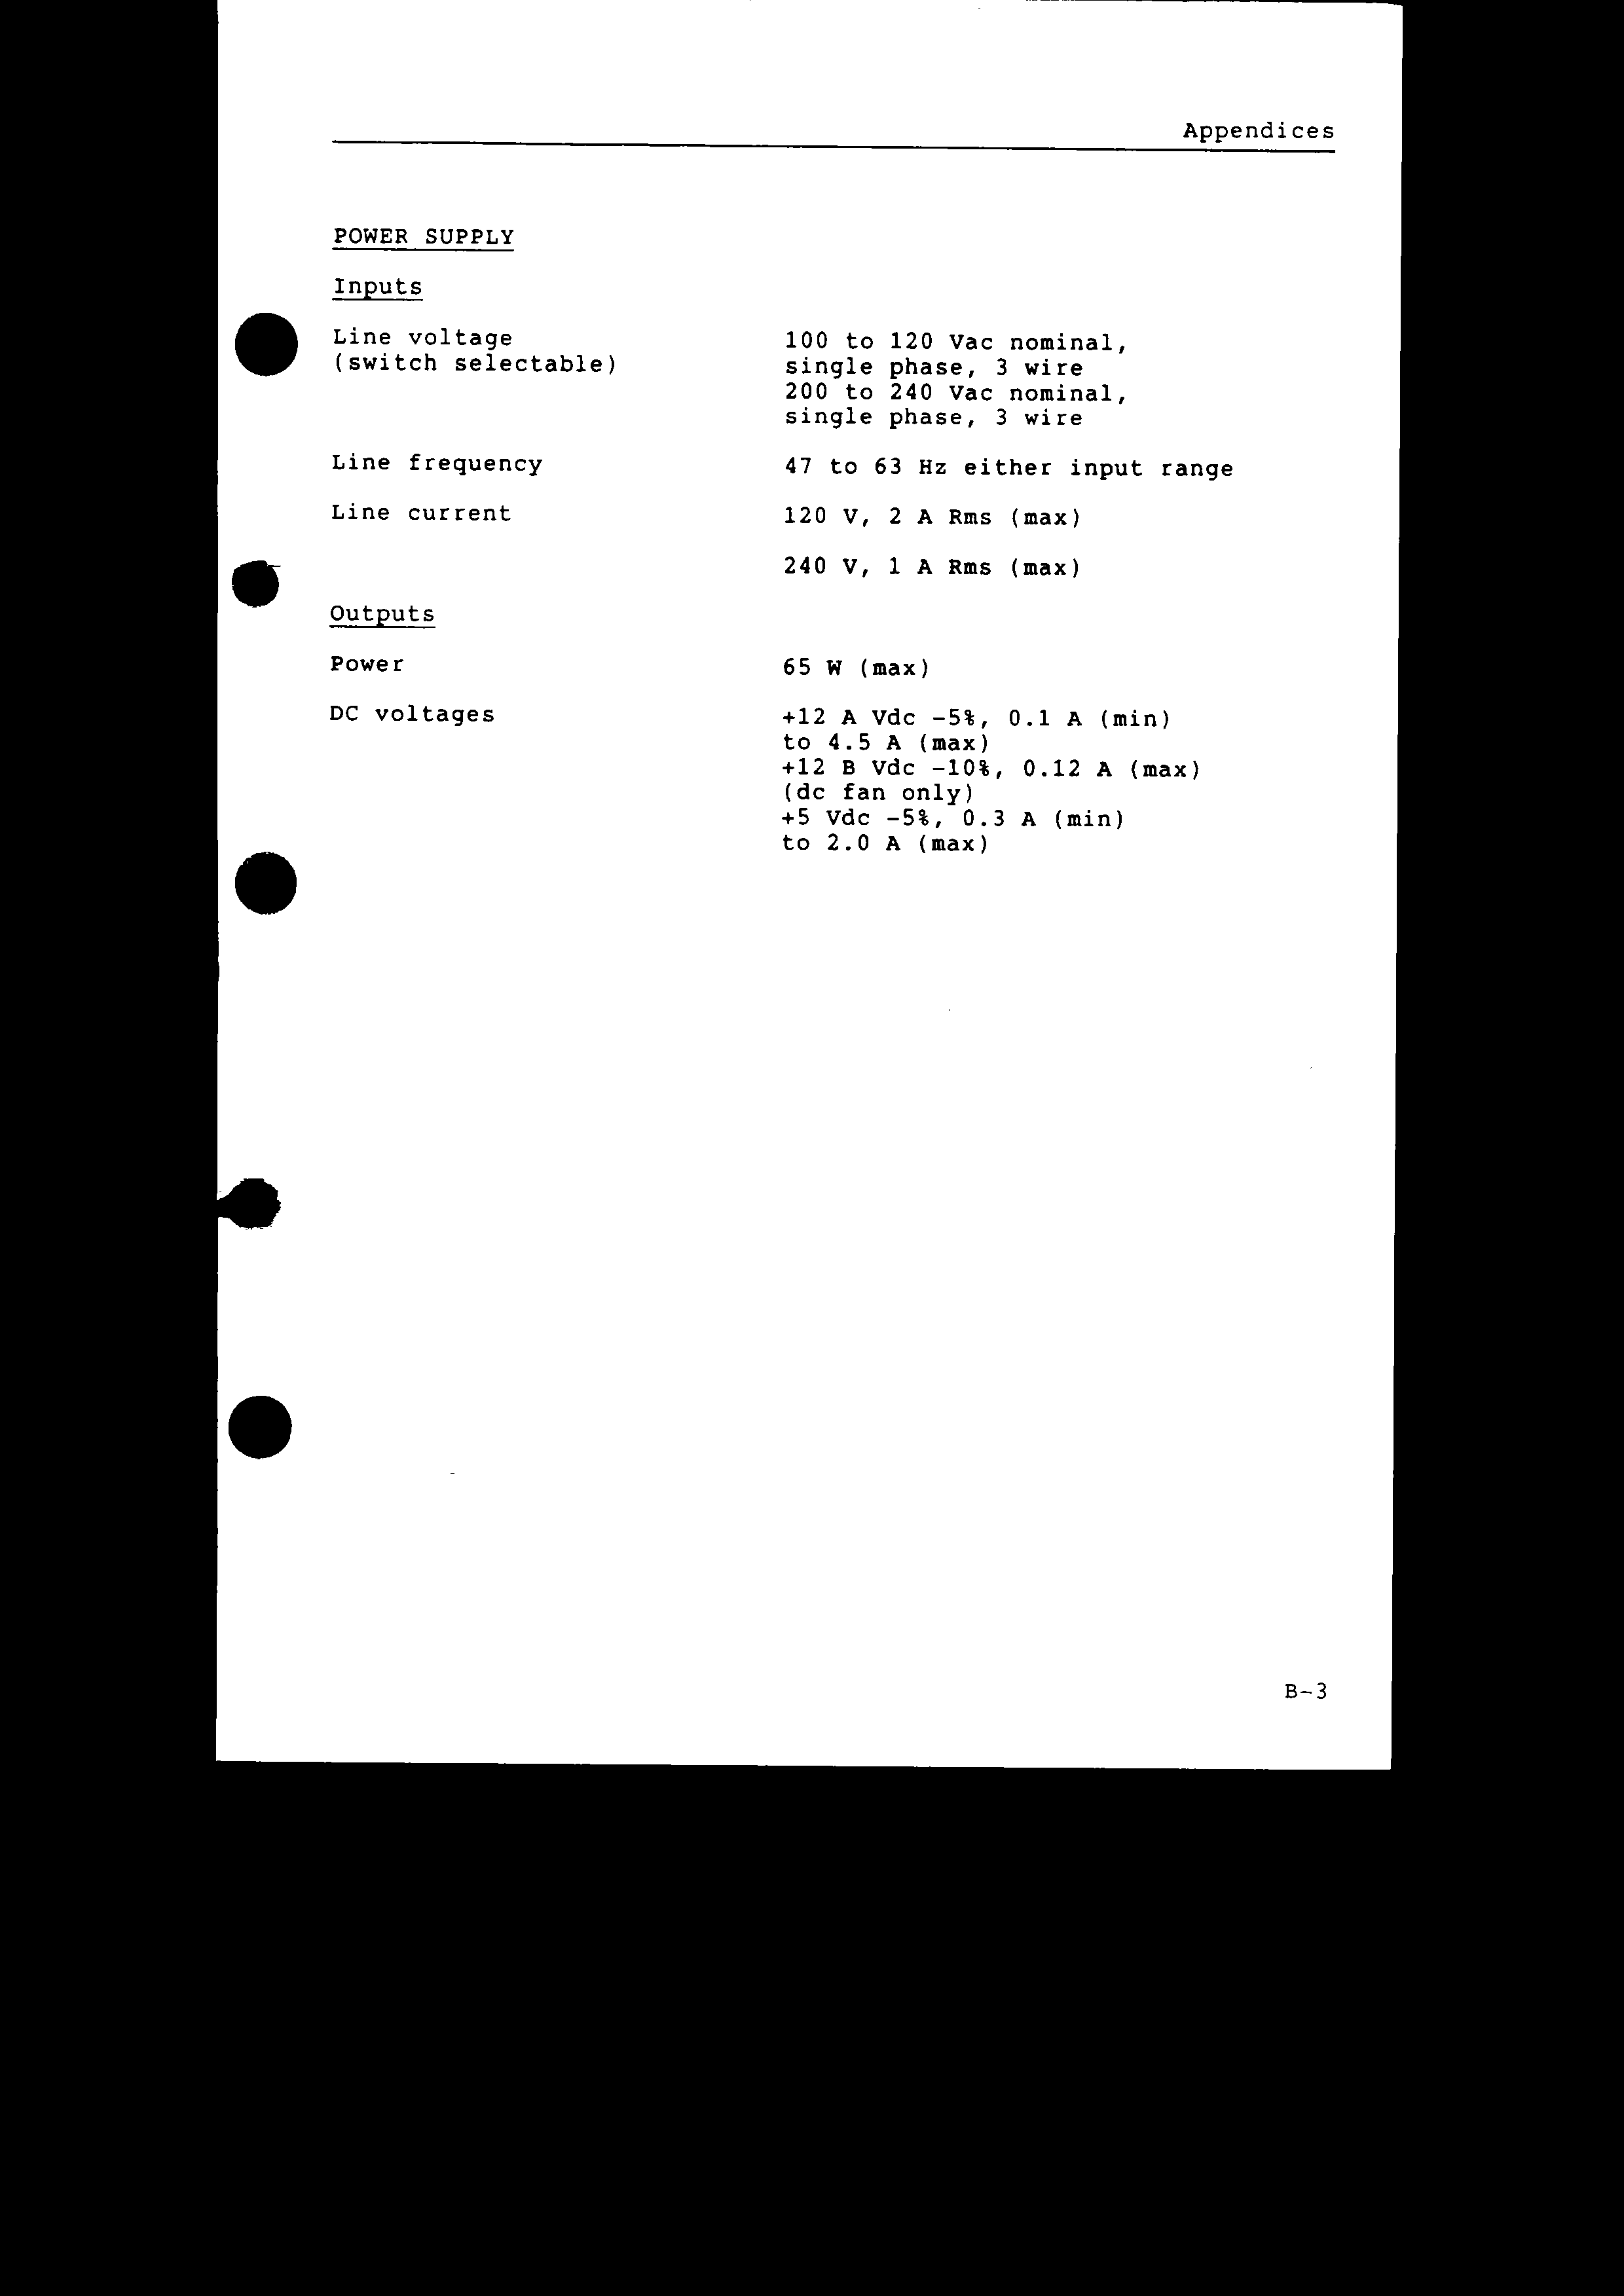 Appendices
POWER SUPPLY
Inputs
Line voltage 100 to 120 Vac nominal,
(switch selectable) single phase, 3 wire
200 to 240 Vac nominal,
single phase, 3 wire
Line frequency 47 to 63 Hz either input range
Line current 120 V, 2 A Rms (max)
240 V, 1 A Rms (max)
Outputs
Power 65 W (max)
DC voltages +12 A Vdc -5%, 0.1 A (min)
to 4.5 A (max)
+12 B Vdc -10%, 0.12 A (max)
(dc fan only)
+5 Vdc -5%, 0.3 A (min)
to 2.0 A (max)
B-3